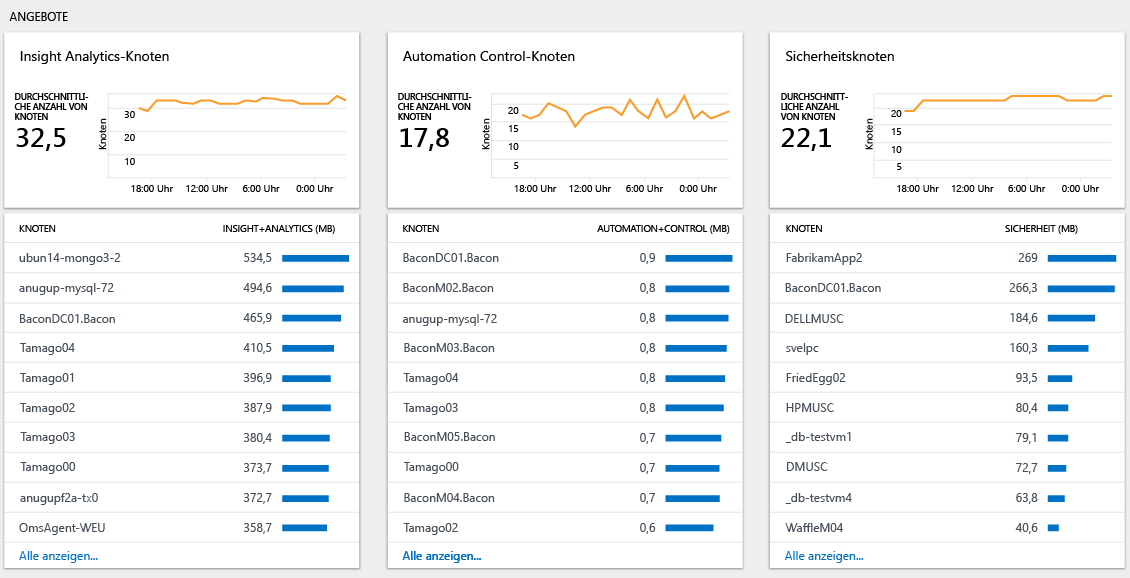 ANGEBOTE
Insight Analytics-Knoten
DURCHSCHNITTLI-
CHE ANZAHL VON
KNOTEN
32,5
Knoten
30
20
10
18:00 Uhr 12:00 Uhr 6:00 Uhr 0:00 Uhr
KNOTEN INSIGHT+ANALYTICS (MB)
ubun14-mongo3-2 534,5
anugup-mysql-72 494,6
BaconDC01.Bacon 465,9
Tamago04 410,5
Tamago01 396,9
Tamago02 387,9
Tamago03 380,4
Tamago00 373,7
anugupf2a-tx0 372,7
OmsAgent-WEU 358,7
Alle anzeigen...
Automation Control-Knoten
DURCHSCHNITTLI-
CHE ANZAHL VON
KNOTEN
17,8
Knoten
20
15
10
5
18:00 Uhr 12:00 Uhr 6:00 Uhr 0:00 Uhr
KNOTEN AUTOMATION+CONTROL (MB)
BaconDC01.Bacon 0,9
BaconM02.Bacon 0,8
anugup-mysql-72 0,8
BaconM03.Bacon 0,8
Tamago04 0,8
Tamago03 0,8
BaconM05.Bacon 0,7
Tamago00 0,7
BaconM04.Bacon 0,7
Tamago02 0,6
Alle anzeigen...
Sicherheitsknoten
DURCHSCHNITT-
LICHE ANZAHL
VON KNOTEN
22,1
Knoten
20
15
10
5
18:00 Uhr 12:00 Uhr 6:00 Uhr 0:00 Uhr
KNOTEN SICHERHEIT (MB)
FabrikamApp2 269
BaconDC01.Bacon 266,3
DELLMUSC 184,6
svelpc 160,3
FriedEgg02 93,5
HPMUSC 80,4
_db-testvm1 79,1
DMUSC 72,7
_db-testvm4 63,8
WaffleM04 40,6
Alle anzeigen...